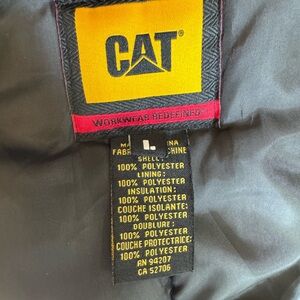 CAT®
WORKWEAR REDEFINED
L
SHELL:
100% POLYESTER
LINING:
100% POLYESTER
INSULATION:
100% POLYESTER
COUCHE ISOLANTE:
100% POLYESTER
DOUBLURE:
100% POLYESTER
COUCHE PROTECTRICE:
100% POLYESTER
RN 94207
CA 52706